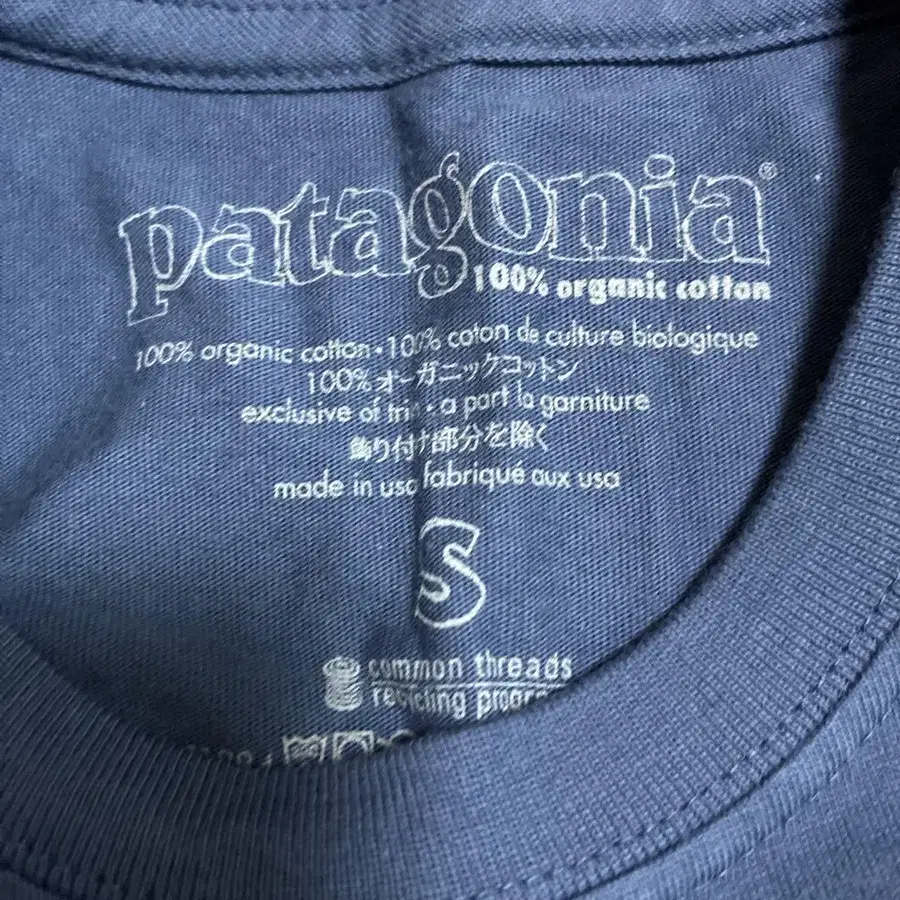 patagonia®
100% organic cotton
100% organic cotton • 100% coton de culture biologique
100%オーガニックコットン
exclusive of trim • a part la garniture
飾り付け部分を除く
made in usa fabriqué aux usa
S
common threads
recycling program